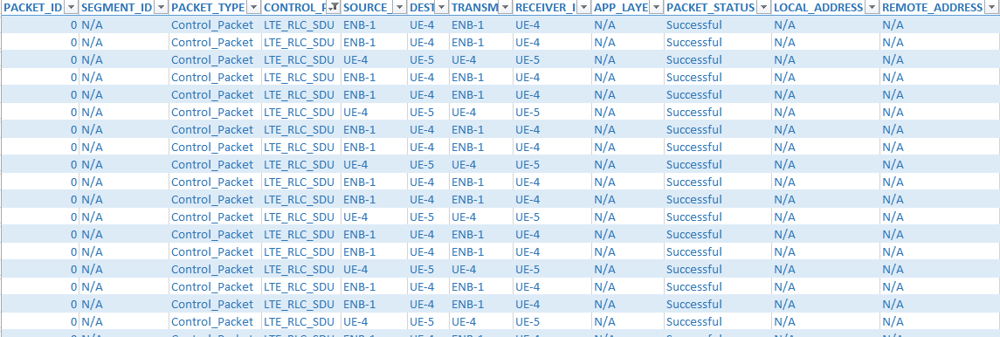 PACKET_ID SEGMENT_ID PACKET_TYPE CONTROL_P SOURCE_ DEST TRANSM RECEIVER_I APP_LAYE PACKET_STATUS LOCAL_ADDRESS REMOTE_ADDRESS
0 N/A Control_Packet LTE_RLC_SDU ENB-1 UE-4 ENB-1 UE-4 N/A Successful N/A N/A
0 N/A Control_Packet LTE_RLC_SDU ENB-1 UE-4 ENB-1 UE-4 N/A Successful N/A N/A
0 N/A Control_Packet LTE_RLC_SDU UE-4 UE-5 UE-4 UE-5 N/A Successful N/A N/A
0 N/A Control_Packet LTE_RLC_SDU ENB-1 UE-4 ENB-1 UE-4 N/A Successful N/A N/A
0 N/A Control_Packet LTE_RLC_SDU ENB-1 UE-4 ENB-1 UE-4 N/A Successful N/A N/A
0 N/A Control_Packet LTE_RLC_SDU UE-4 UE-5 UE-4 UE-5 N/A Successful N/A N/A
0 N/A Control_Packet LTE_RLC_SDU ENB-1 UE-4 ENB-1 UE-4 N/A Successful N/A N/A
0 N/A Control_Packet LTE_RLC_SDU ENB-1 UE-4 ENB-1 UE-4 N/A Successful N/A N/A
0 N/A Control_Packet LTE_RLC_SDU UE-4 UE-5 UE-4 UE-5 N/A Successful N/A N/A
0 N/A Control_Packet LTE_RLC_SDU ENB-1 UE-4 ENB-1 UE-4 N/A Successful N/A N/A
0 N/A Control_Packet LTE_RLC_SDU ENB-1 UE-4 ENB-1 UE-4 N/A Successful N/A N/A
0 N/A Control_Packet LTE_RLC_SDU UE-4 UE-5 UE-4 UE-5 N/A Successful N/A N/A
0 N/A Control_Packet LTE_RLC_SDU ENB-1 UE-4 ENB-1 UE-4 N/A Successful N/A N/A
0 N/A Control_Packet LTE_RLC_SDU ENB-1 UE-4 ENB-1 UE-4 N/A Successful N/A N/A
0 N/A Control_Packet LTE_RLC_SDU UE-4 UE-5 UE-4 UE-5 N/A Successful N/A N/A
0 N/A Control_Packet LTE_RLC_SDU ENB-1 UE-4 ENB-1 UE-4 N/A Successful N/A N/A
0 N/A Control_Packet LTE_RLC_SDU ENB-1 UE-4 ENB-1 UE-4 N/A Successful N/A N/A
0 N/A Control_Packet LTE_RLC_SDU UE-4 UE-5 UE-4 UE-5 N/A Successful N/A N/A